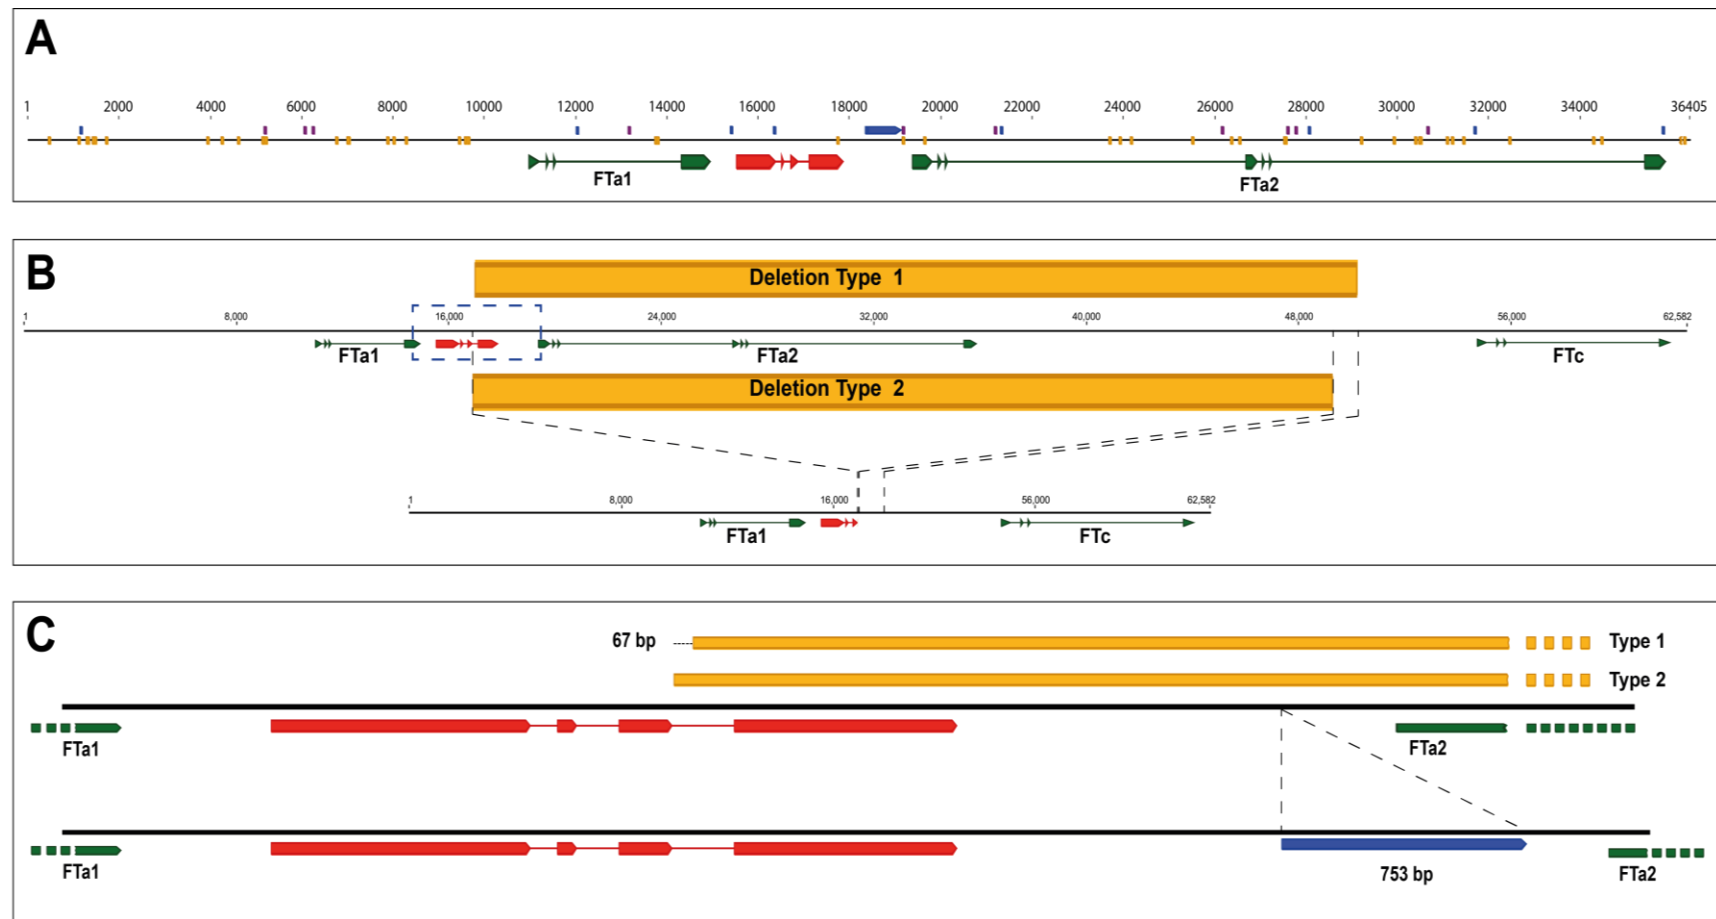 A
1 2000 4000 6000 8000 10000 12000 14000 16000 18000 20000 22000 24000 26000 28000 30000 32000 34000 36405
FTa1 FTa2
B
Deletion Type 1
1 8,000 16,000 24,000 32,000 40,000 48,000 56,000 62,582
FTa1 FTa2 FTc
Deletion Type 2
1 8,000 16,000 56,000 62,582
FTa1 FTc
C
67 bp Type 1
Type 2
FTa1 FTa2
FTa1 753 bp FTa2